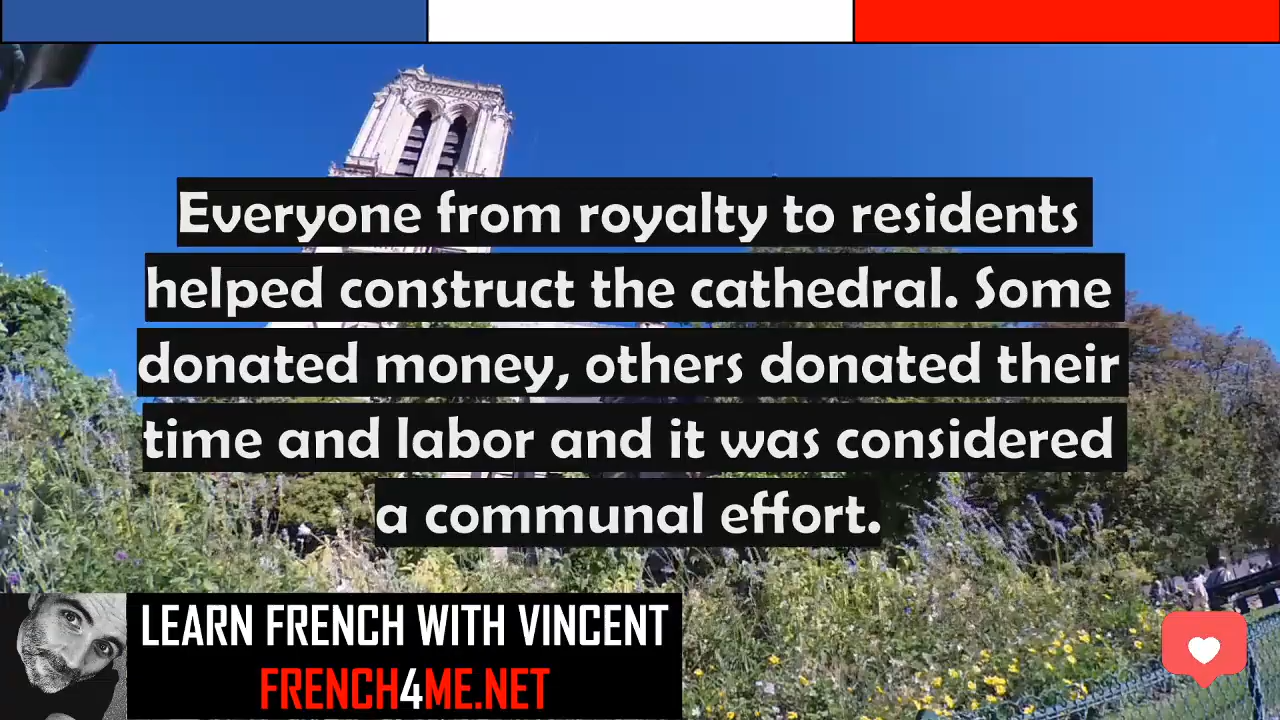 Everyone from royalty to residents
helped construct the cathedral. Some
donated money, others donated their
time and labor and it was considered
a communal effort.
LEARN FRENCH WITH VINCENT
FRENCH4ME.NET